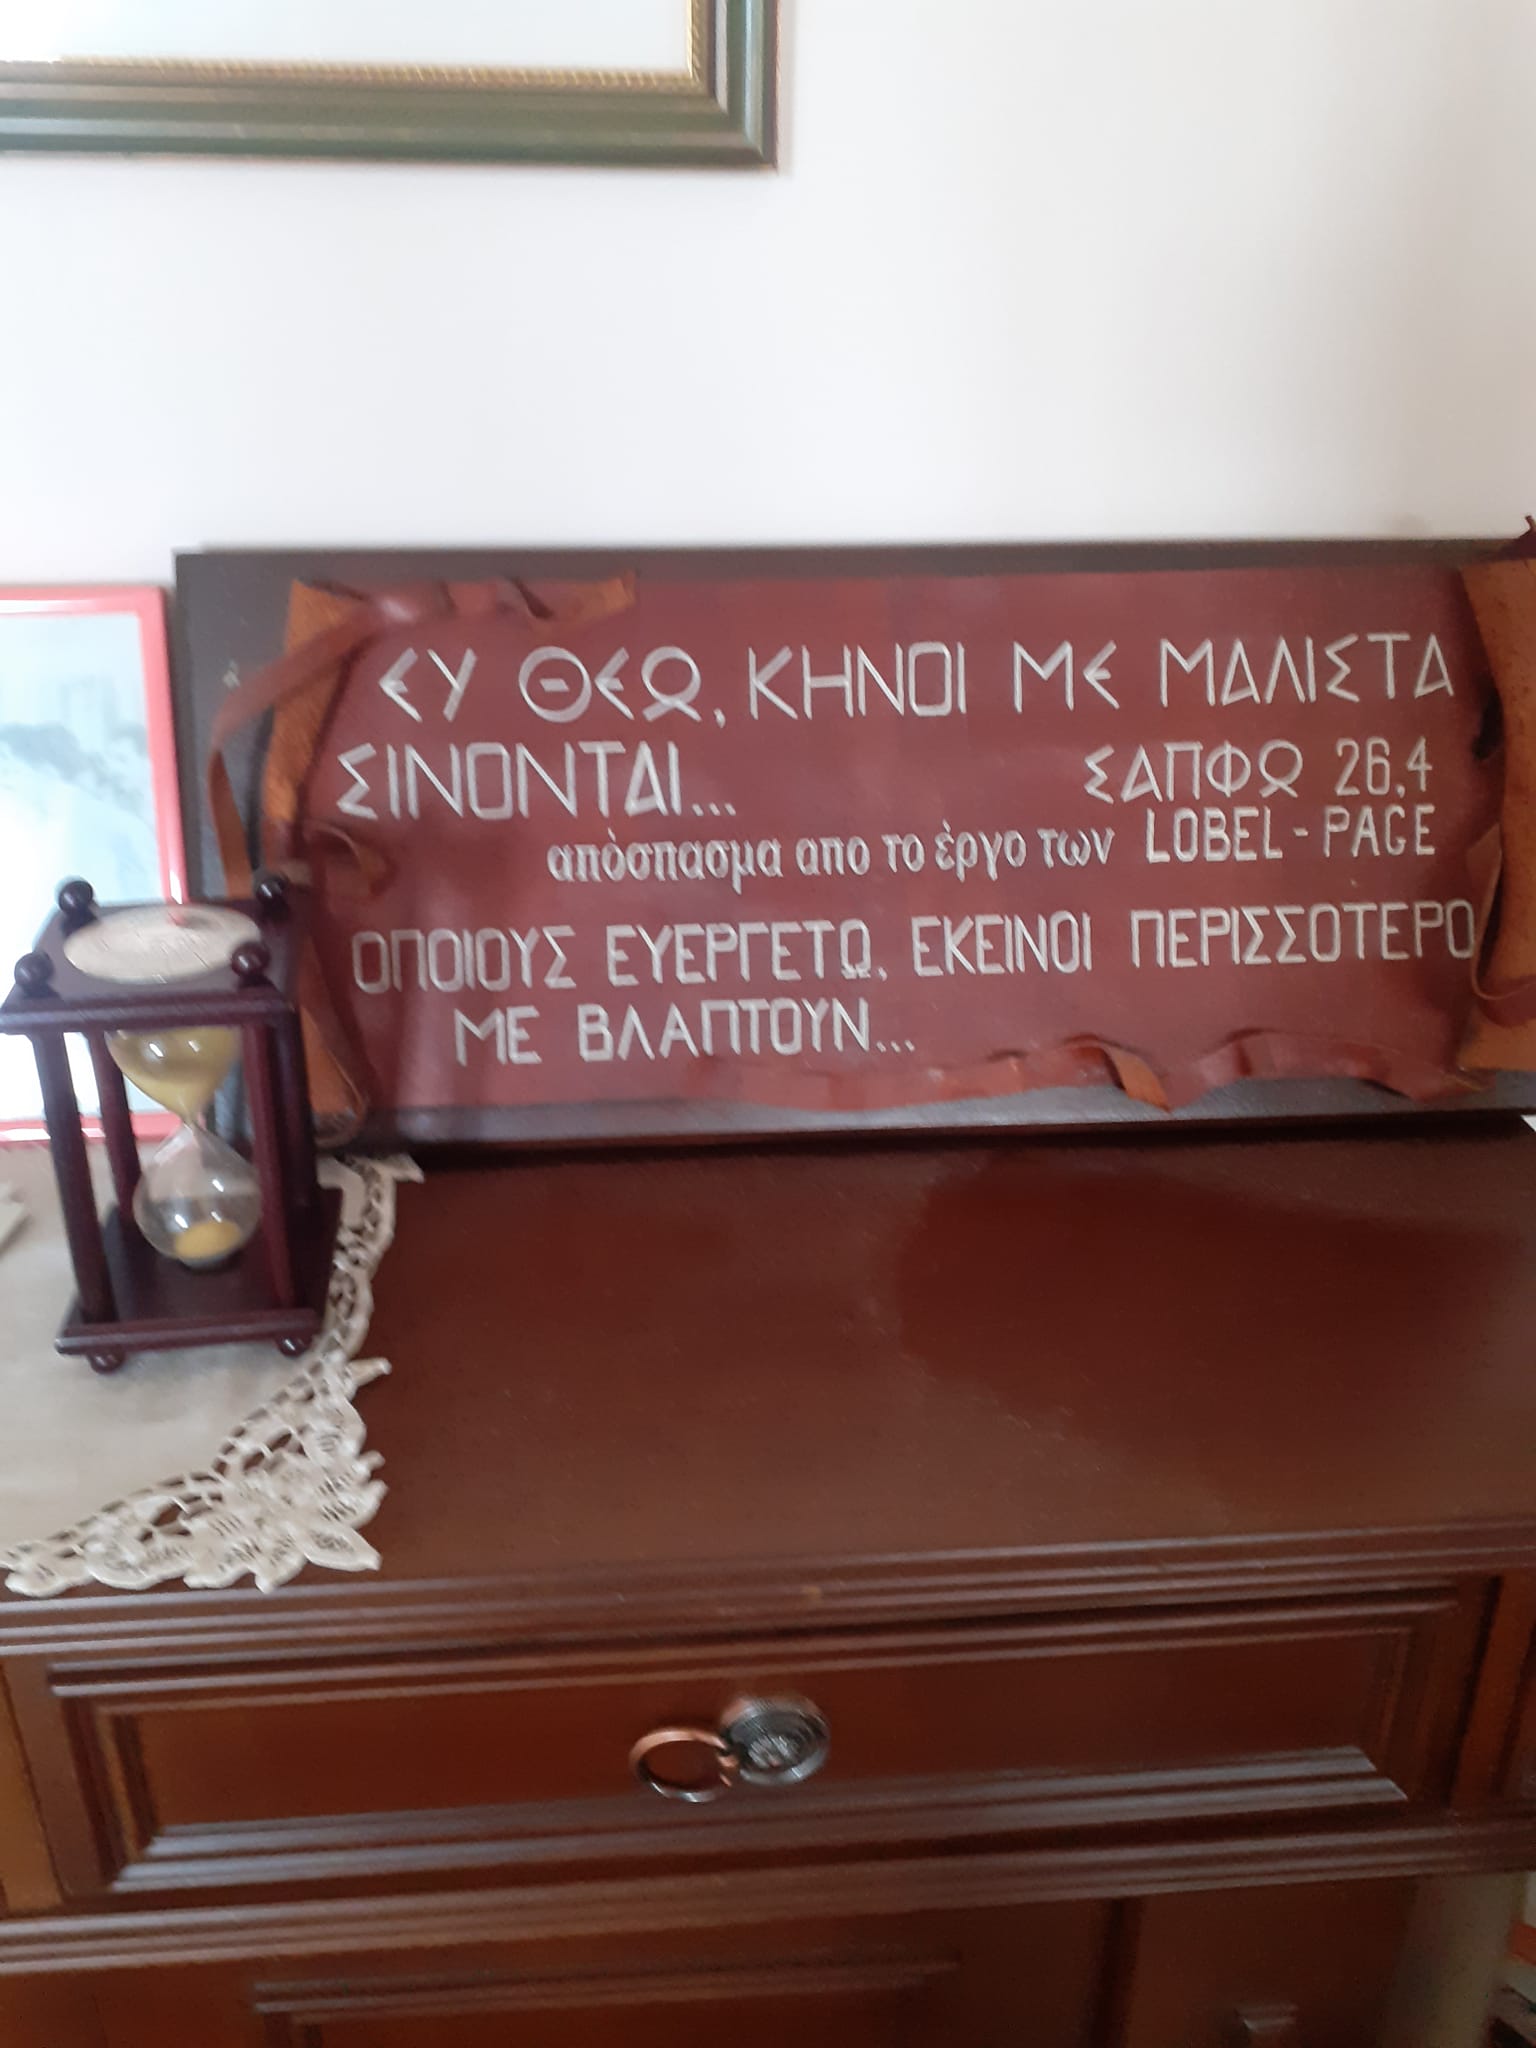 ΕΥ ΘΕΩ, ΚΗΝΟΙ ΜΕ ΜΑΛΙΣΤΑ
ΣΙΝΟΝΤΑΙ...
ΣΑΠΦΩ 26,4
απόσπασμα απο το έργο των LOBEL - PAGE
ΟΠΟΙΟΥΣ ΕΥΕΡΓΕΤΩ, ΕΚΕΙΝΟΙ ΠΕΡΙΣΣΟΤΕΡΟ
ΜΕ ΒΛΑΠΤΟΥΝ...